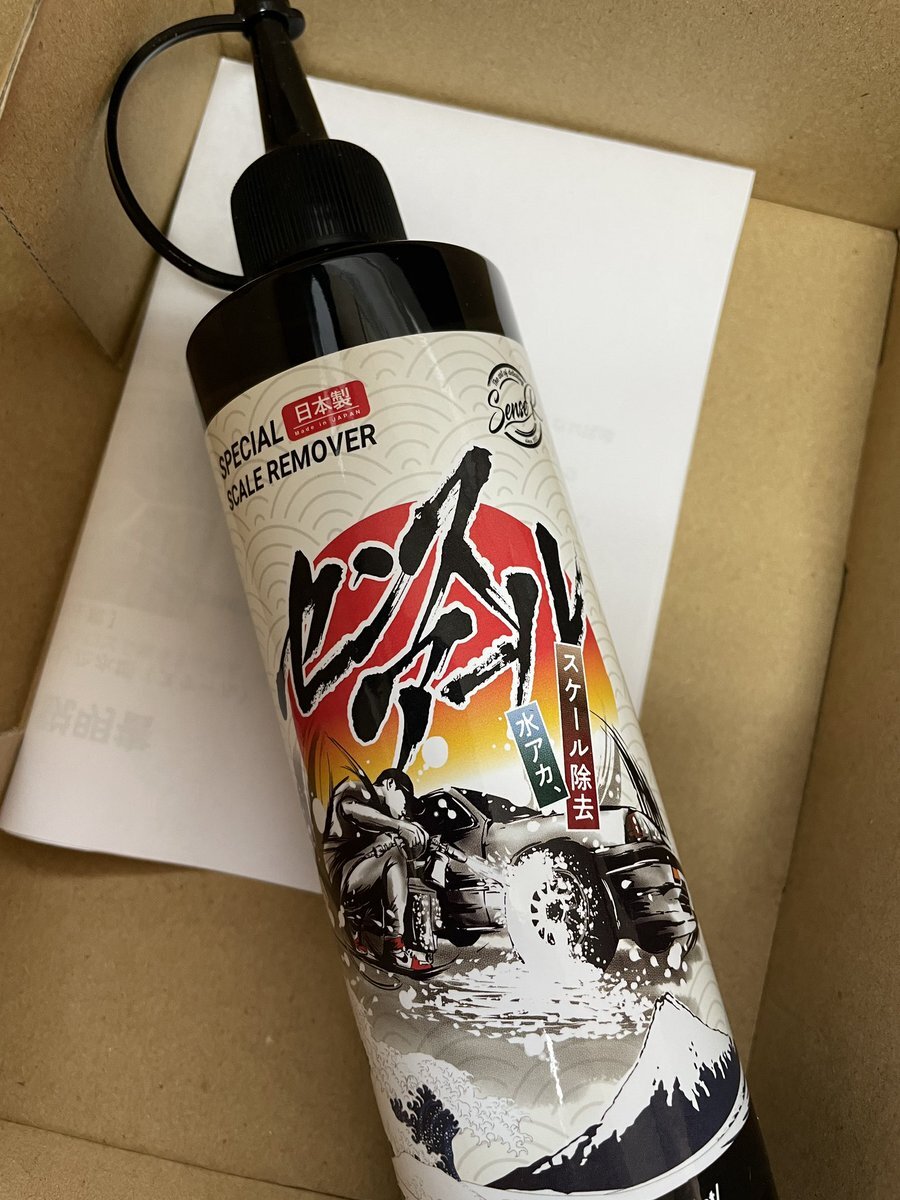 日本製
Made in JAPAN
SPECIAL
SCALE REMOVER
Sense
センス
アール
水アカ、
スケール除去